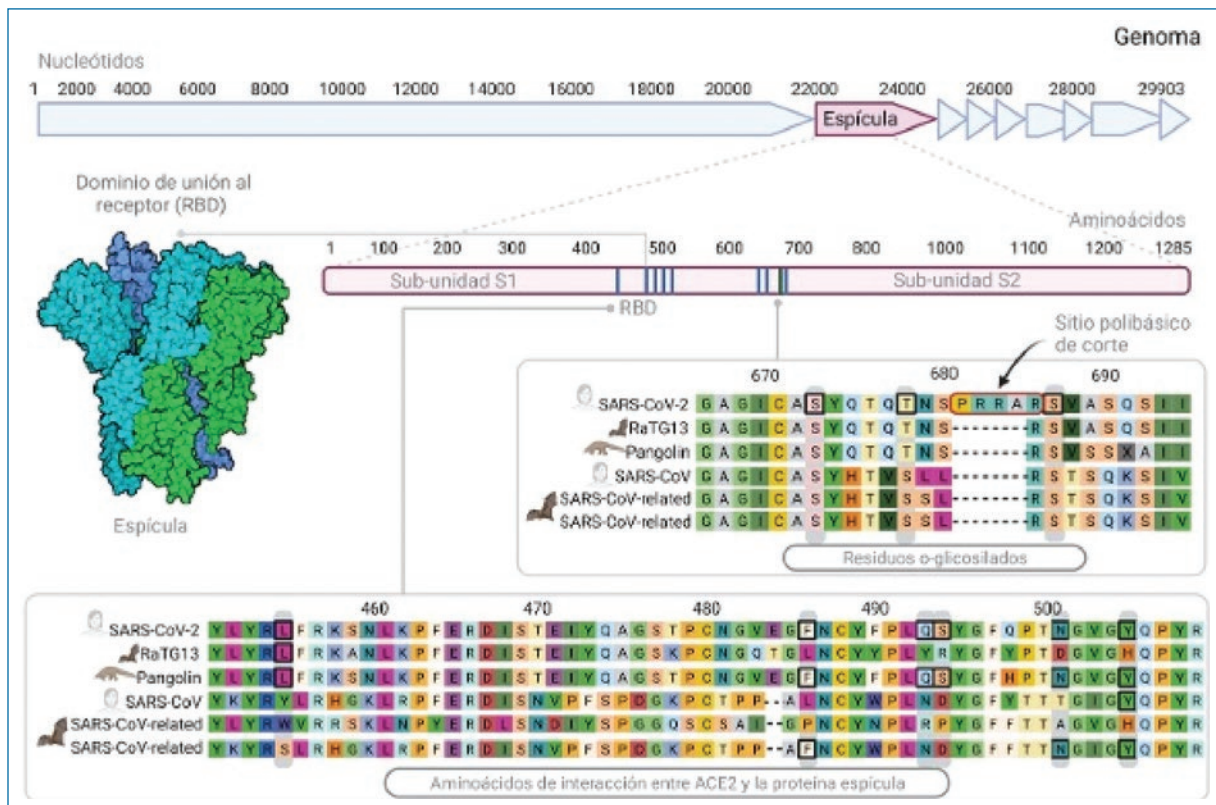 Genoma
Nucleótidos
1 2000 4000 6000 8000 10000 12000 14000 16000 18000 20000 22000 24000 26000 28000 29903
Espícula
Dominio de unión al
receptor (RBD)
Aminoácidos
1 100 200 300 400 500 600 700 800 1000 1100 1200 1285
Sub-unidad S1 Sub-unidad S2
RBD
Espícula
Sitio polibásico
de corte
670 680 690
SARS-CoV-2 G A G I C A S Y Q T Q T N S P R R A R S V A S Q S I I
RaTG13 G A G I C A S Y Q T Q T N S - - - - - - - R S V A S Q S I I
Pangolin G A G I C A S Y Q T Q T N S - - - - - - - R S V S S X A I I
SARS-CoV G A G I C A S Y H T V S L L - - - - - - - R S T S Q K S I V
SARS-CoV-related G A G I C A S Y H T V S S L - - - - - - - R S T S Q K S I V
SARS-CoV-related G A G I C A S Y H T V S S L - - - - - - - R S T S Q K S I V
Residuos o-glicosilados
460 470 480 490 500
SARS-CoV-2 Y L Y R L F R K S N L K P F E R D I S T E I Y Q A G S T P C N G V E G F N C Y F P L Q S Y G F Q P T N G V G Y Q P Y R
RaTG13 Y L Y R L F R K A N L K P F E R D I S T E I Y Q A G S K P C N G Q T G L N C Y Y P L Y R Y G F Y P T D G V G H Q P Y R
Pangolin Y L Y R L F R K S N L K P F E R D I S T E I Y Q A G S T P C N G V E G F N C Y F P L Q S Y G F H P T N G V G Y Q P Y R
SARS-CoV Y K Y R Y L R H G K L R P F E R D I S N V P F S P D G K P C T P P - - A L N C Y W P L N D Y G F Y T T T G I G Y Q P Y R
SARS-CoV-related Y L Y R W V R R S K L N P Y E R D L S N D I Y S P G G Q S C S A I - - G P N C Y N P L R P Y G F F T T A G V G H Q P Y R
SARS-CoV-related Y K Y R S L R H G K L R P F E R D I S N V P F S P D G K P C T P P - - A F N C Y W P L N D Y G F F T T N G I G Y Q P Y R
Aminoácidos de interacción entre ACE2 y la proteína espícula